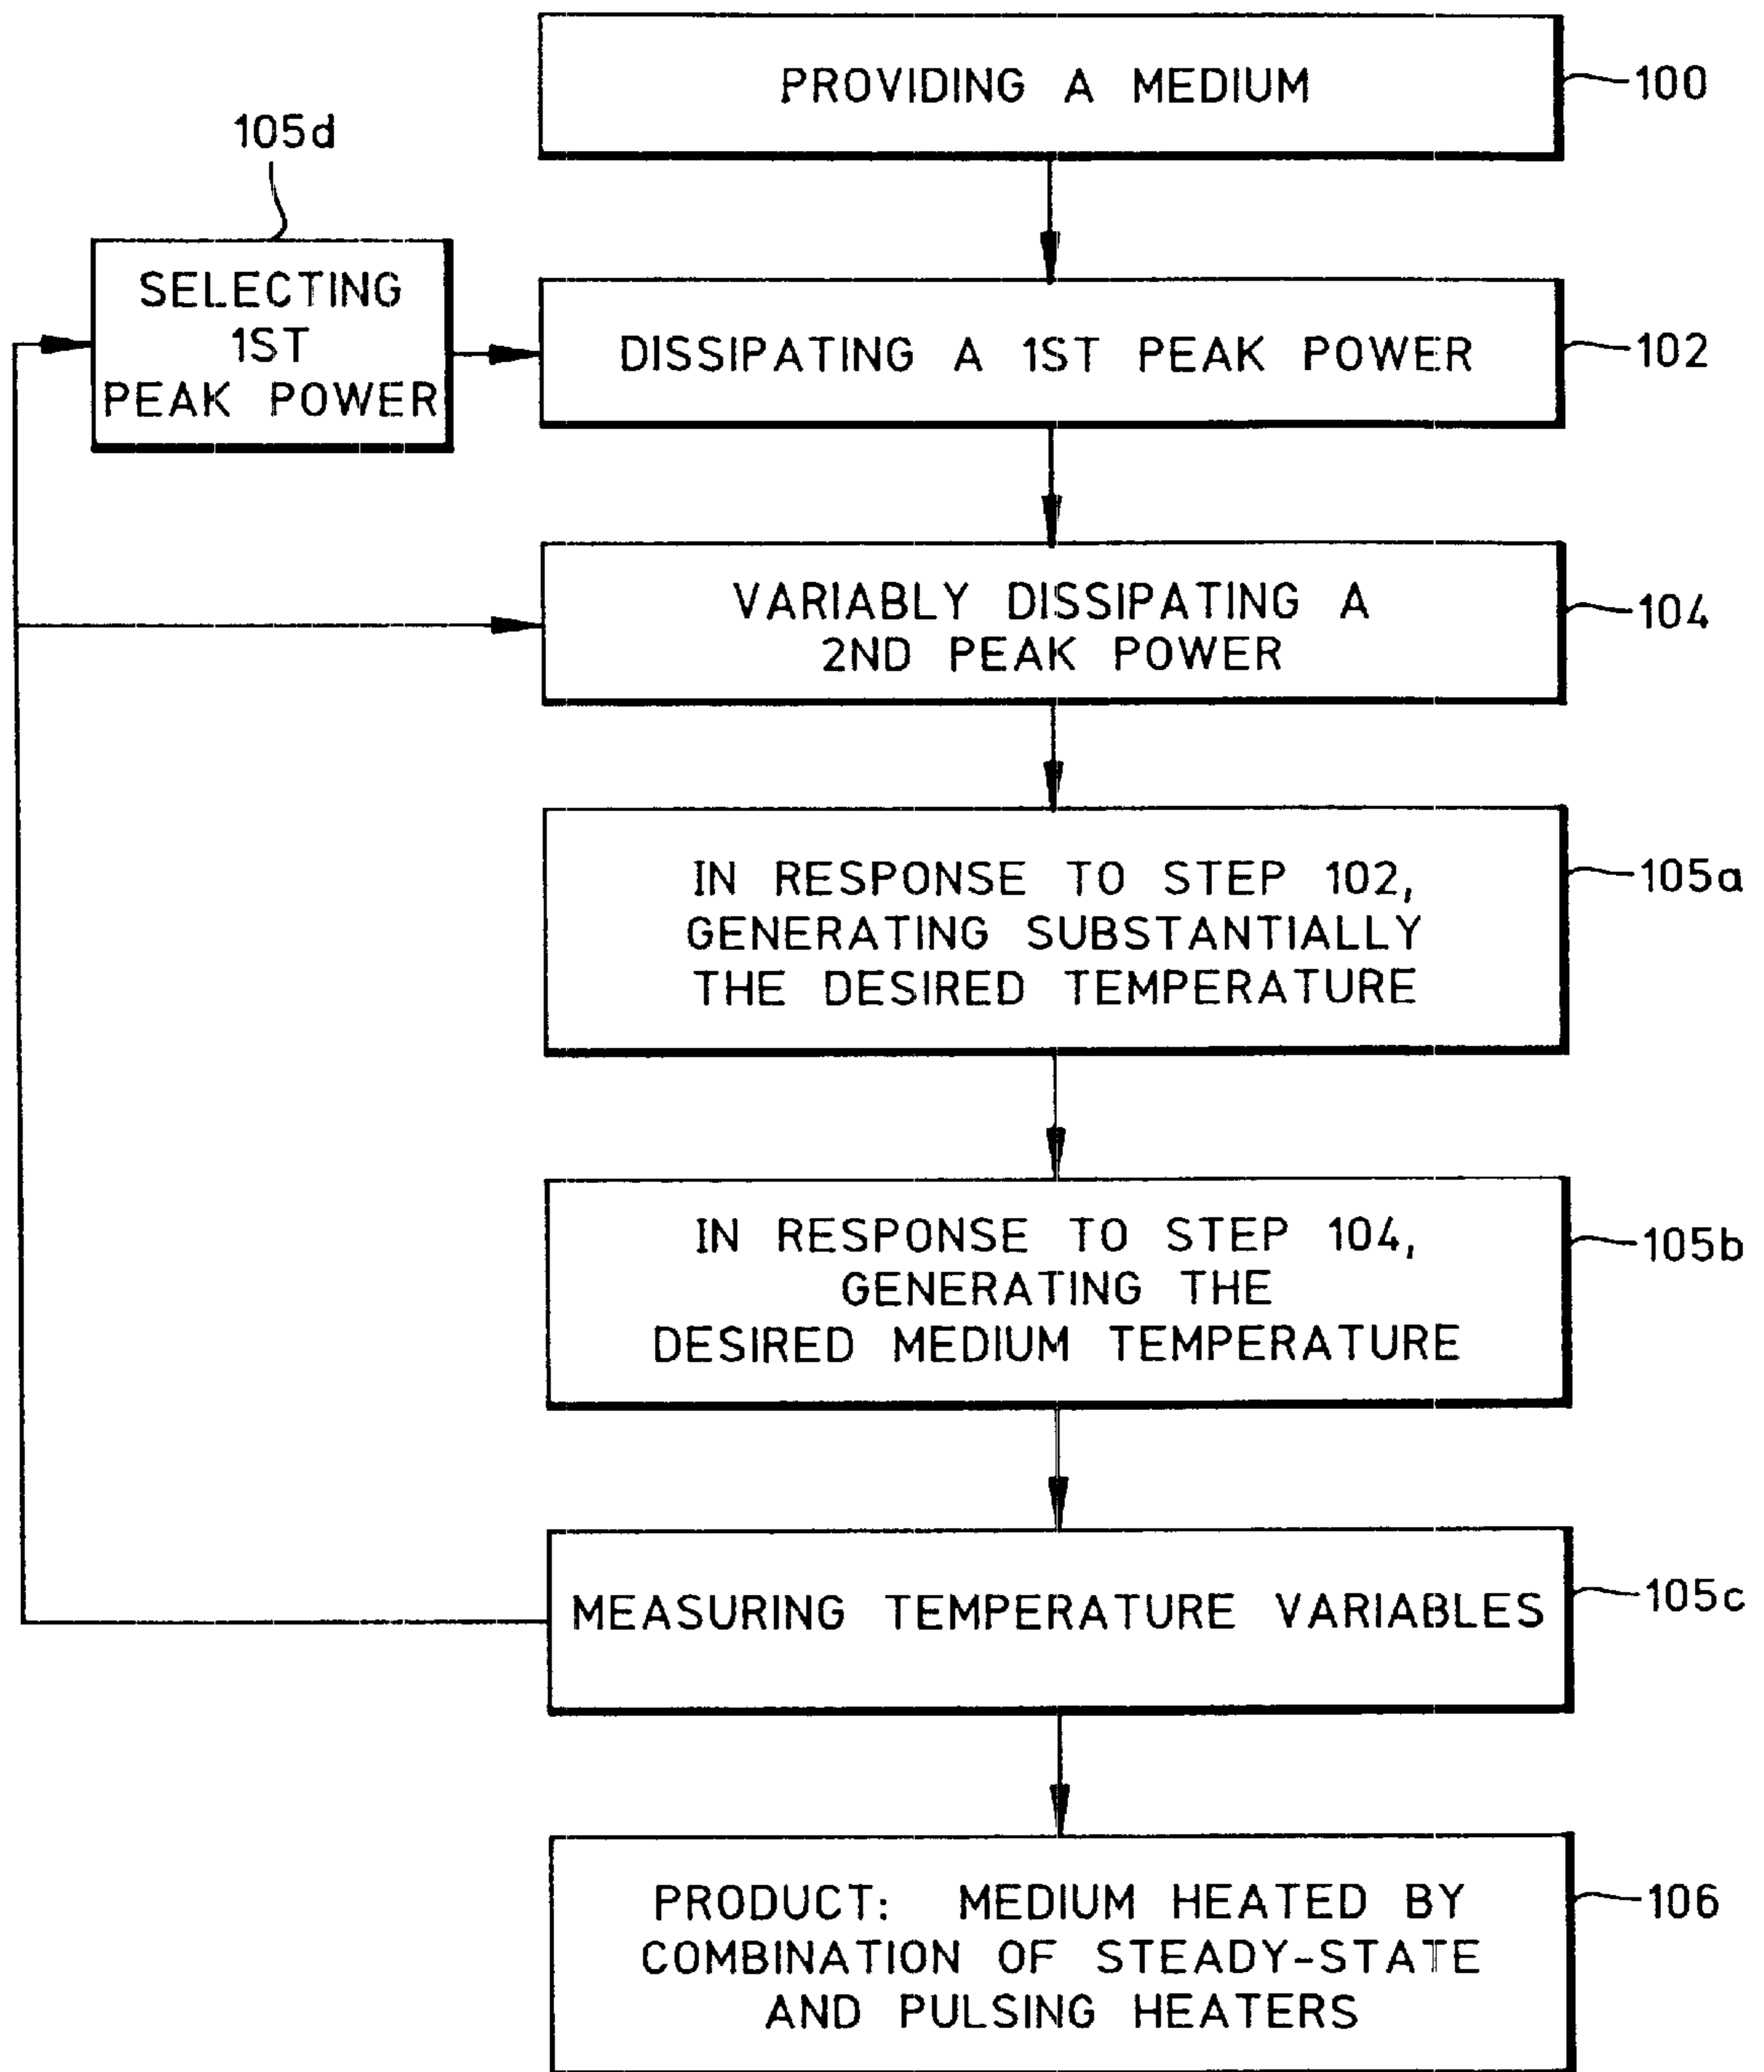 PROVIDING A MEDIUM
100
105d
SELECTING
1ST
PEAK POWER
DISSIPATING A 1ST PEAK POWER
102
VARIABLY DISSIPATING A
2ND PEAK POWER
104
IN RESPONSE TO STEP 102,
GENERATING SUBSTANTIALLY
THE DESIRED TEMPERATURE
105a
IN RESPONSE TO STEP 104,
GENERATING THE
DESIRED MEDIUM TEMPERATURE
105b
MEASURING TEMPERATURE VARIABLES
105c
PRODUCT: MEDIUM HEATED BY
COMBINATION OF STEADY-STATE
AND PULSING HEATERS
106